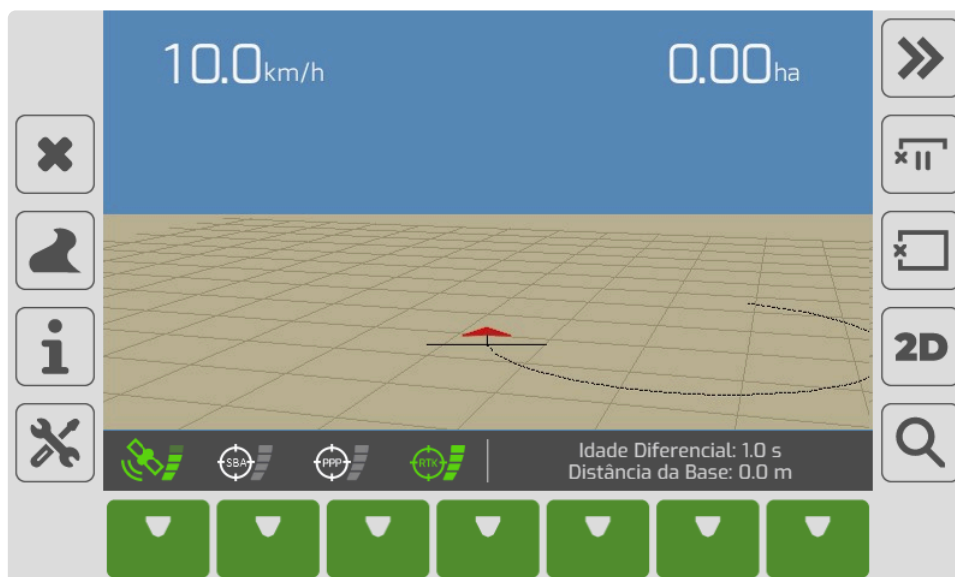 10.0km/h
0.00ha
2D
SBA
PPP
RTK
Idade Diferencial: 1.0 s
Distância da Base: 0.0 m